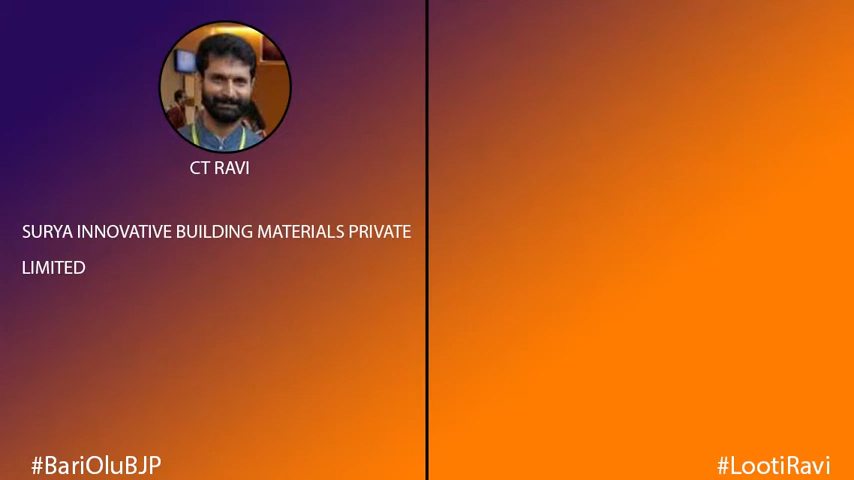 CT RAVI
SURYA INNOVATIVE BUILDING MATERIALS PRIVATE
LIMITED
#BariOluBJP
#LootiRavi